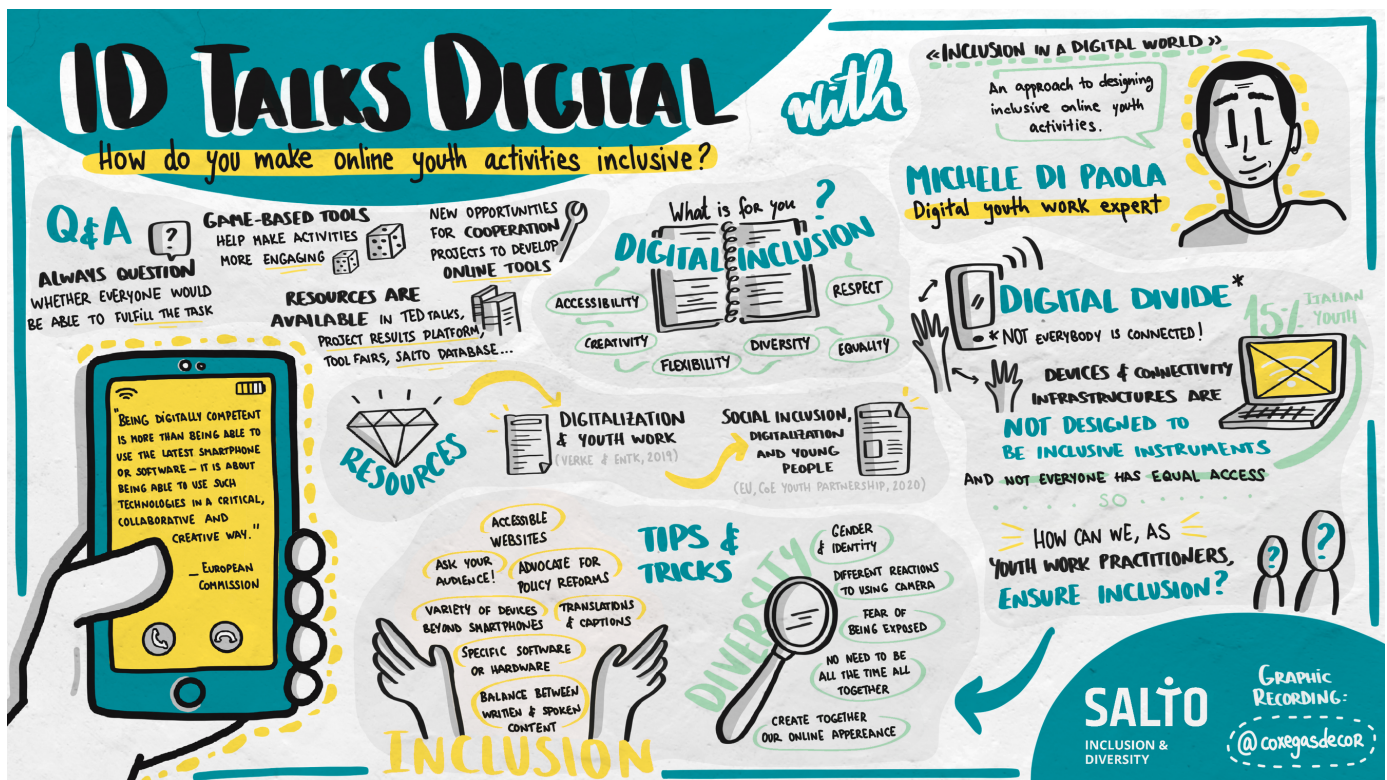 ID TALKS DIGITAL
How do you make online youth activities inclusive?
with
«INCLUSION IN A DIGITAL WORLD»
An approach to designing
inclusive online youth
activities.
MICHELE DI PAOLA
Digital youth work expert
Q&A
?
ALWAYS QUESTION
WHETHER EVERYONE WOULD
BE ABLE TO FULFILL THE TASK
GAME-BASED TOOLS
HELP MAKE ACTIVITIES
MORE ENGAGING
NEW OPPORTUNITIES
FOR COOPERATION
PROJECTS TO DEVELOP
ONLINE TOOLS
RESOURCES ARE
AVAILABLE IN TED TALKS,
PROJECT RESULTS PLATFORM,
TOOL FAIRS, SALTO DATABASE...
What is for you ?
DIGITAL INCLUSION
ACCESSIBILITY
CREATIVITY
FLEXIBILITY
DIVERSITY
EQUALITY
RESPECT
DIGITAL DIVIDE*
*NOT EVERYBODY IS CONNECTED!
15%
ITALIAN
YOUTH
DEVICES & CONNECTIVITY
INFRASTRUCTURES ARE
NOT DESIGNED TO
BE INCLUSIVE INSTRUMENTS
AND NOT EVERYONE HAS EQUAL ACCESS
. . . . . SO . . . . . . .
HOW CAN WE, AS
YOUTH WORK PRACTITIONERS,
ENSURE INCLUSION?
?
?
"BEING DIGITALLY COMPETENT
IS MORE THAN BEING ABLE TO
USE THE LATEST SMARTPHONE
OR SOFTWARE – IT IS ABOUT
BEING ABLE TO USE SUCH
TECHNOLOGIES IN A CRITICAL,
COLLABORATIVE AND
CREATIVE WAY."
_EUROPEAN
COMMISSION
RESOURCES
DIGITALIZATION
& YOUTH WORK
(VERKE & ENTK, 2019)
SOCIAL INCLUSION,
DIGITALIZATION
AND YOUNG
PEOPLE
(EU, COE YOUTH PARTNERSHIP, 2020)
TIPS &
TRICKS
ACCESSIBLE
WEBSITES
ASK YOUR
AUDIENCE!
ADVOCATE FOR
POLICY REFORMS
VARIETY OF DEVICES
BEYOND SMARTPHONES
TRANSLATIONS
& CAPTIONS
SPECIFIC SOFTWARE
OR HARDWARE
BALANCE BETWEEN
WRITTEN & SPOKEN
CONTENT
INCLUSION
DIVERSITY
GENDER
& IDENTITY
DIFFERENT REACTIONS
TO USING CAMERA
FEAR OF
BEING EXPOSED
NO NEED TO BE
ALL THE TIME ALL
TOGETHER
CREATE TOGETHER
OUR ONLINE APPEREANCE
SALTO
INCLUSION &
DIVERSITY
GRAPHIC
RECORDING:
@coxegasdecor